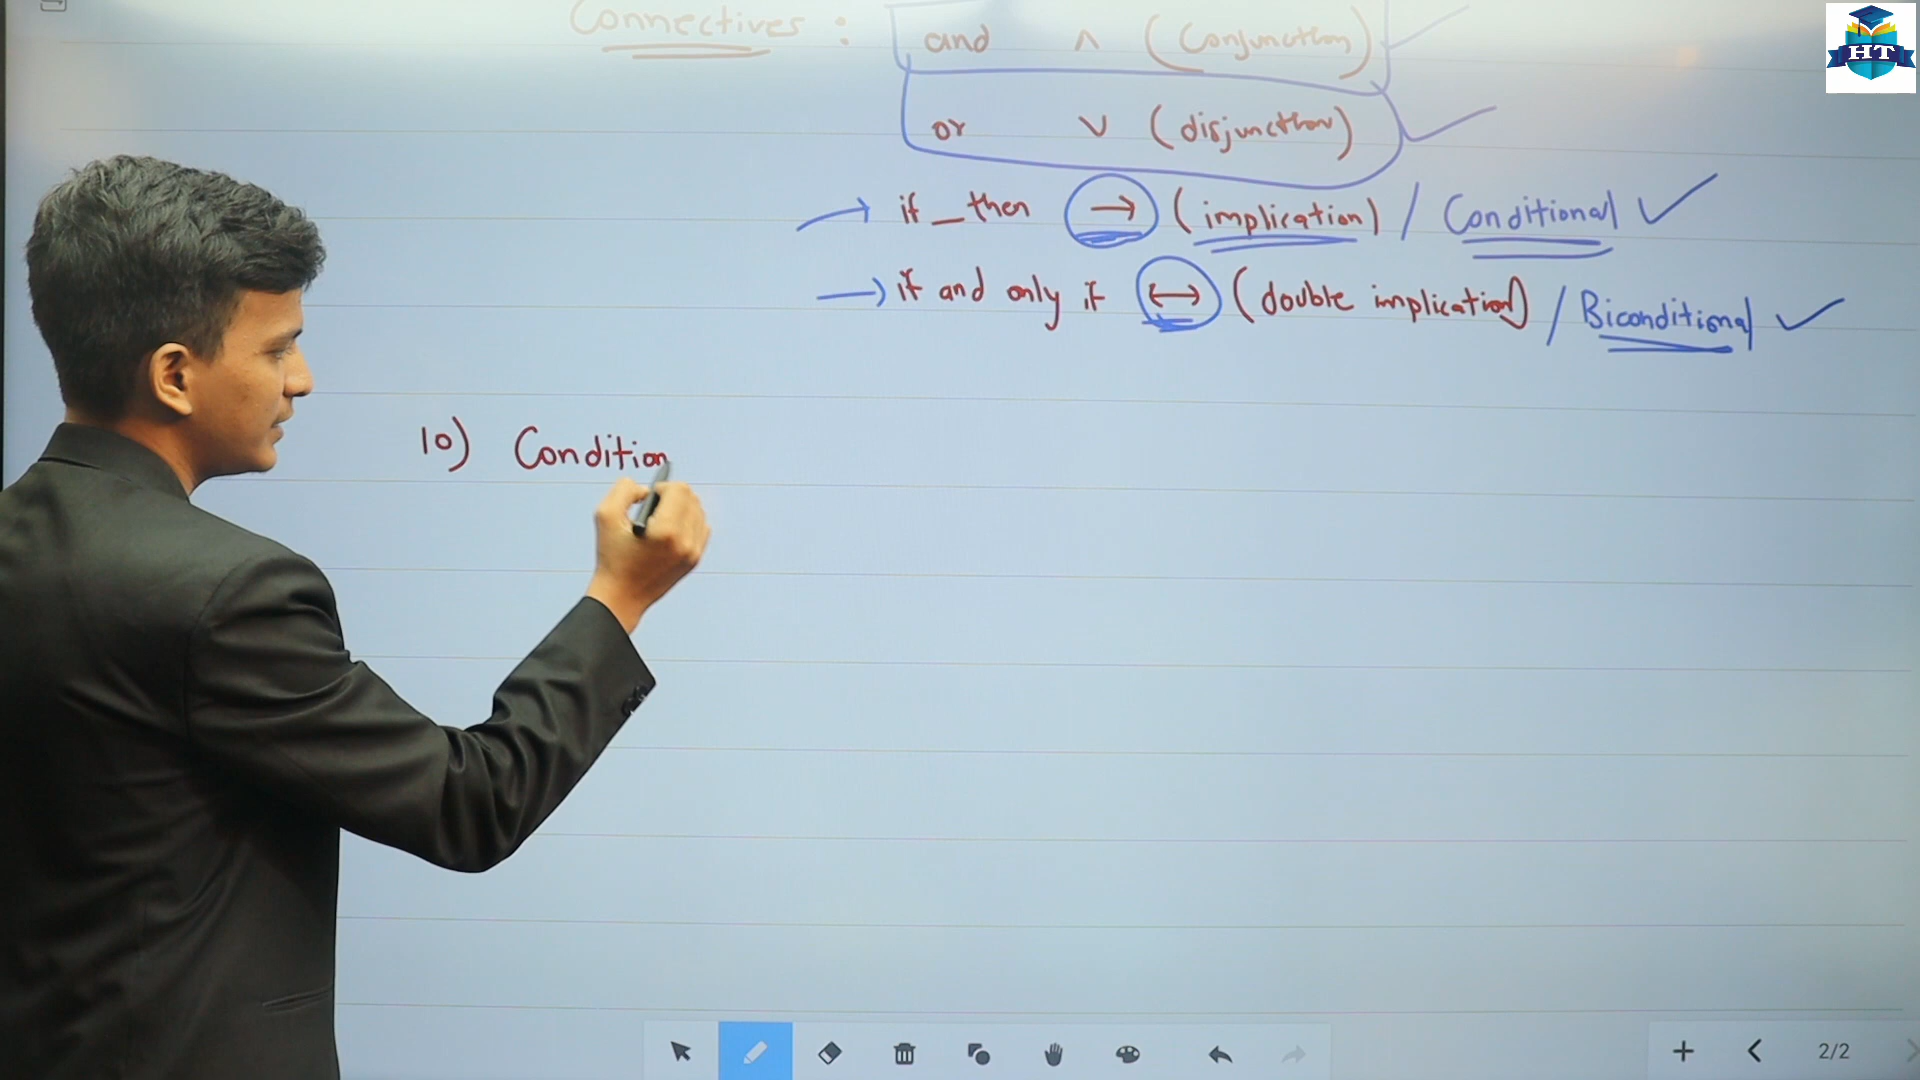 Connectives : and ∧ (Conjunction)
or ∨ (disjunction)
→ if _ then → (implication) / Conditional ✓
→ if and only if ↔ (double implication) / Biconditional ✓
10) Condition
HT
2/2